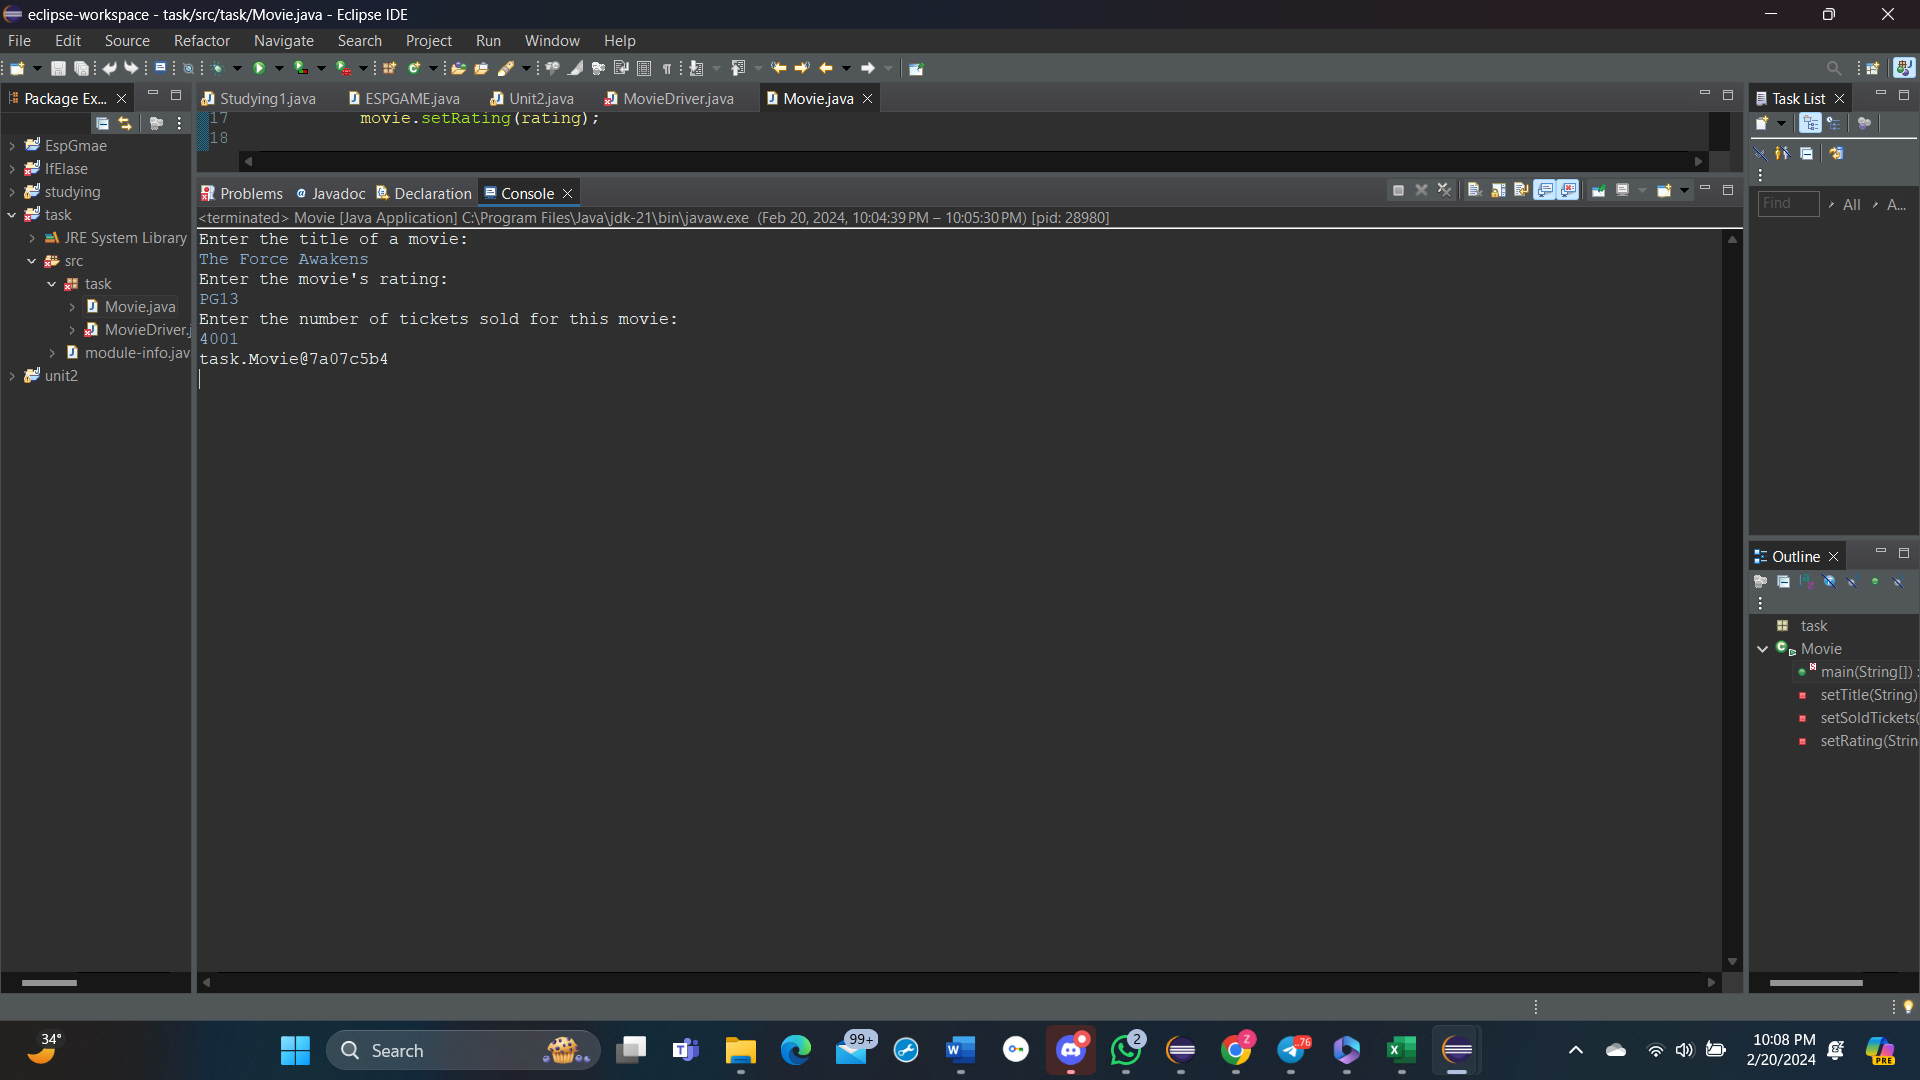 eclipse-workspace - task/src/task/Movie.java - Eclipse IDE
File Edit Source Refactor Navigate Search Project Run Window Help
Package Ex...
Studying1.java ESPGAME.java Unit2.java MovieDriver.java Movie.java
Task List
17 movie.setRating(rating);
18
EspGmae
IfElase
studying
task
JRE System Library
src
task
Movie.java
MovieDriver.j
module-info.jav
unit2
Problems Javadoc Declaration Console
<terminated> Movie [Java Application] C:\Program Files\Java\jdk-21\bin\javaw.exe (Feb 20, 2024, 10:04:39 PM – 10:05:30 PM) [pid: 28980]
Enter the title of a movie:
The Force Awakens
Enter the movie's rating:
PG13
Enter the number of tickets sold for this movie:
4001
task.Movie@7a07c5b4
Find All A...
Outline
task
Movie
main(String[]) :
setTitle(String)
setSoldTickets(
setRating(Strin
34°
Search
99+
2
Z
76
PRE
10:08 PM
2/20/2024